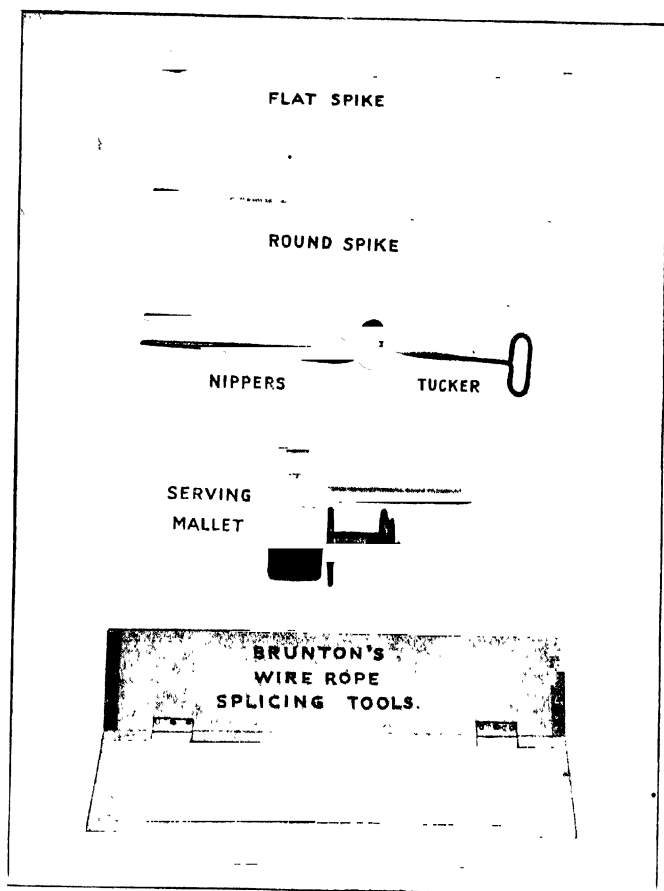 FLAT SPIKE
ROUND SPIKE
NIPPERS
TUCKER
SERVING
MALLET
BRUNTON'S
WIRE ROPE
SPLICING TOOLS.